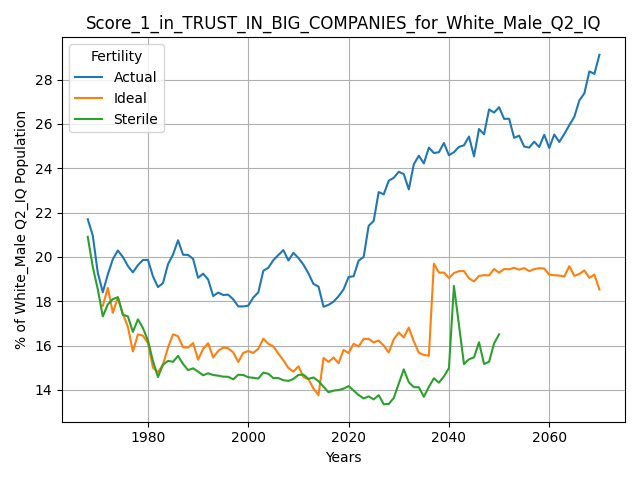 Score_1_in_TRUST_IN_BIG_COMPANIES_for_White_Male_Q2_IQ
Fertility
Actual
Ideal
Sterile
% of White_Male Q2_IQ Population
28
26
24
22
20
18
16
14
1980
2000
2020
2040
2060
Years